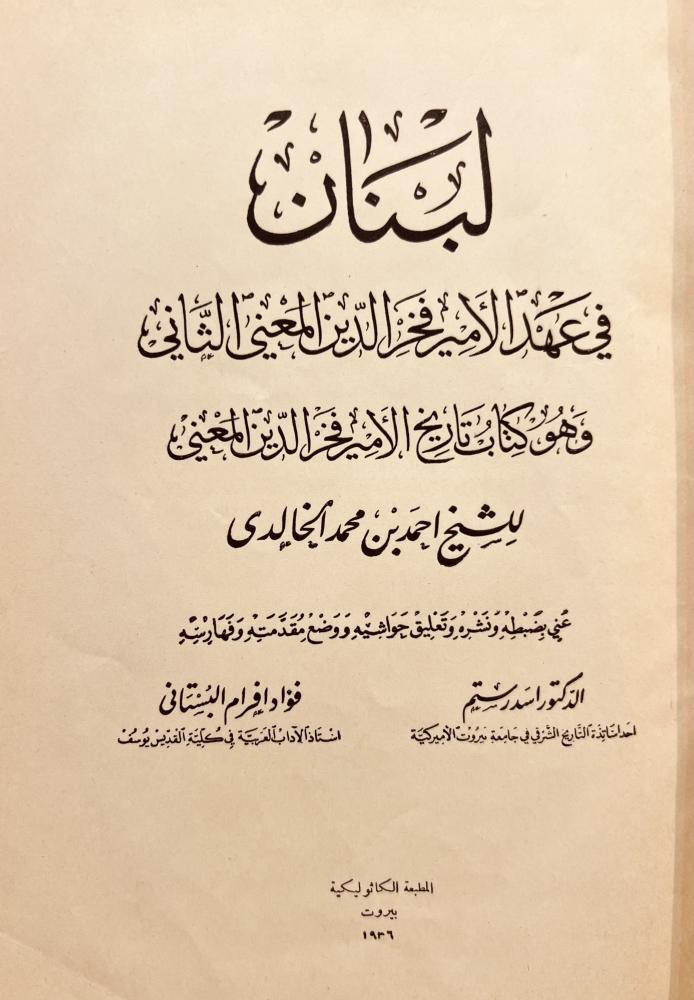 لبنان
في عهد الأمير فخر الدين المعني الثاني
وهو كتاب تاريخ الأمير فخر الدين المعني
للشيخ احمد بن محمد الخالدي
عني بضبطه ونشره وتعليق حواشيه ووضع مقدمته وفهارسه
الدكتور اسد رستم
احد اساتذة التاريخ الشرقي في جامعة بيروت الأميركية
فؤاد افرام البستاني
استاذ الآداب العربية في كلية القديس يوسف
المطبعة الكاثوليكية
بيروت
١٩٣٦